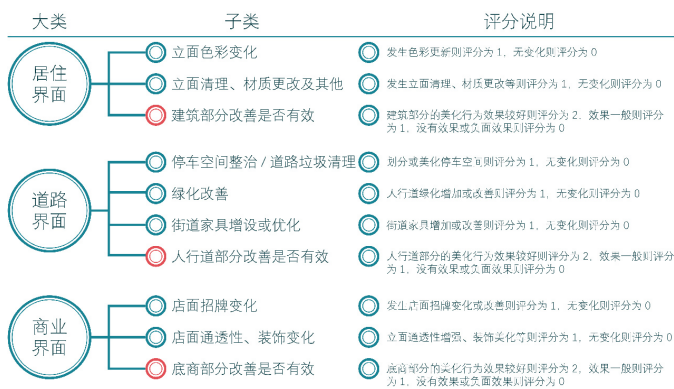 大类 子类 评分说明
居住
界面
立面色彩变化 发生色彩更新则评分为 1，无变化则评分为 0
立面清理、材质更改及其他 发生立面清理、材质更改等则评分为 1，无变化则评分为 0
建筑部分改善是否有效 建筑部分的美化行为效果较好则评分为 2，效果一般则评分
为 1，没有效果或负面效果则评分为 0
道路
界面
停车空间整治 / 道路垃圾清理 划分或美化停车空间则评分为 1，无变化则评分为 0
绿化改善 人行道绿化增加或改善则评分为 1，无变化则评分为 0
街道家具增设或优化 街道家具增加或改善则评分为 1，无变化则评分为 0
人行道部分改善是否有效 人行道部分的美化行为效果较好则评分为 2，效果一般则评分
为 1，没有效果或负面效果则评分为 0
商业
界面
店面招牌变化 发生店面招牌变化或改善则评分为 1，无变化则评分为 0
店面通透性、装饰变化 立面通透性增强、装饰美化等则评分为 1，无变化则评分为 0
底商部分改善是否有效 底商部分的美化行为效果较好则评分为 2，效果一般则评分
为 1，没有效果或负面效果则评分为 0